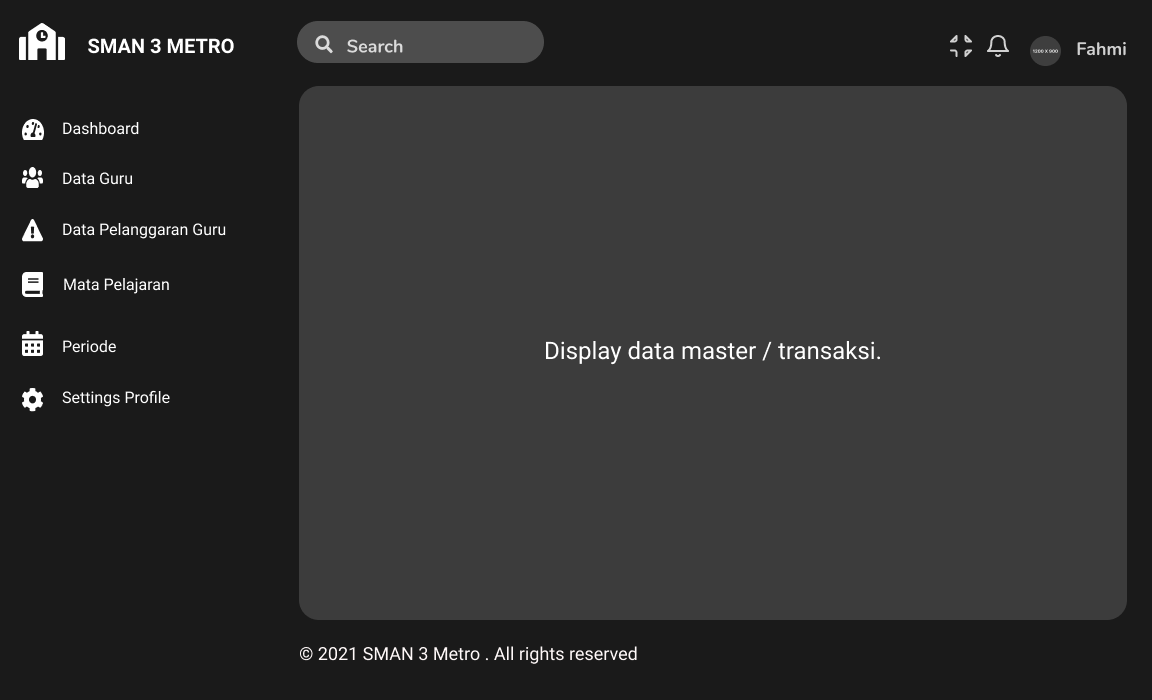 SMAN 3 METRO
Search
1200 X 900
Fahmi
Dashboard
Data Guru
Data Pelanggaran Guru
Mata Pelajaran
Periode
Settings Profile
Display data master / transaksi.
© 2021 SMAN 3 Metro . All rights reserved